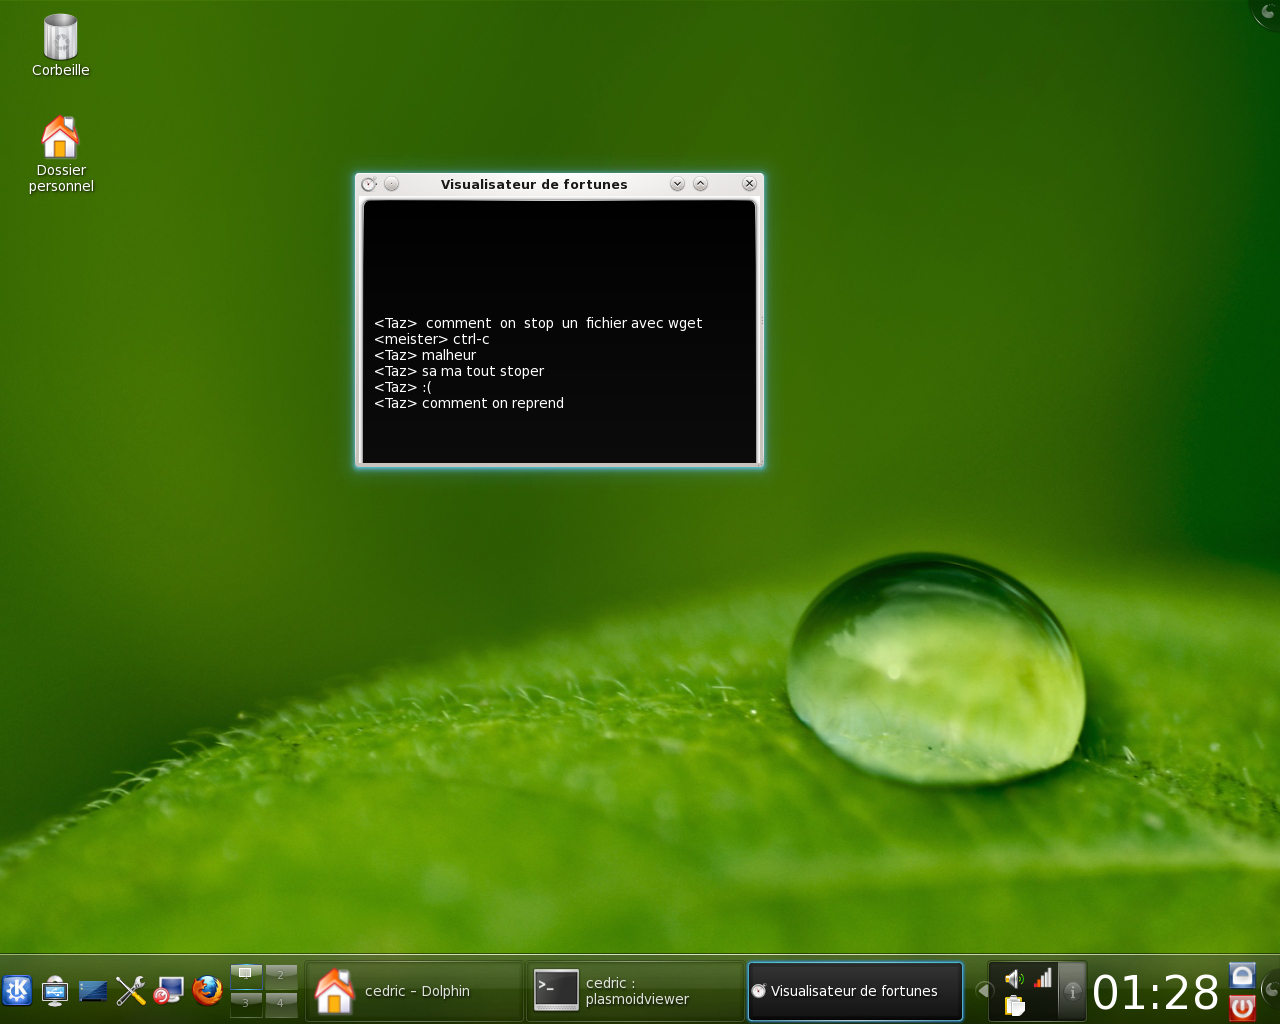 Corbeille
Dossier
personnel
Visualisateur de fortunes
<Taz>  comment  on  stop  un  fichier avec wget
<meister> ctrl-c
<Taz> malheur
<Taz> sa ma tout stoper
<Taz> :(
<Taz> comment on reprend
2
3
4
cedric - Dolphin
cedric :
plasmoidviewer
Visualisateur de fortunes
01:28